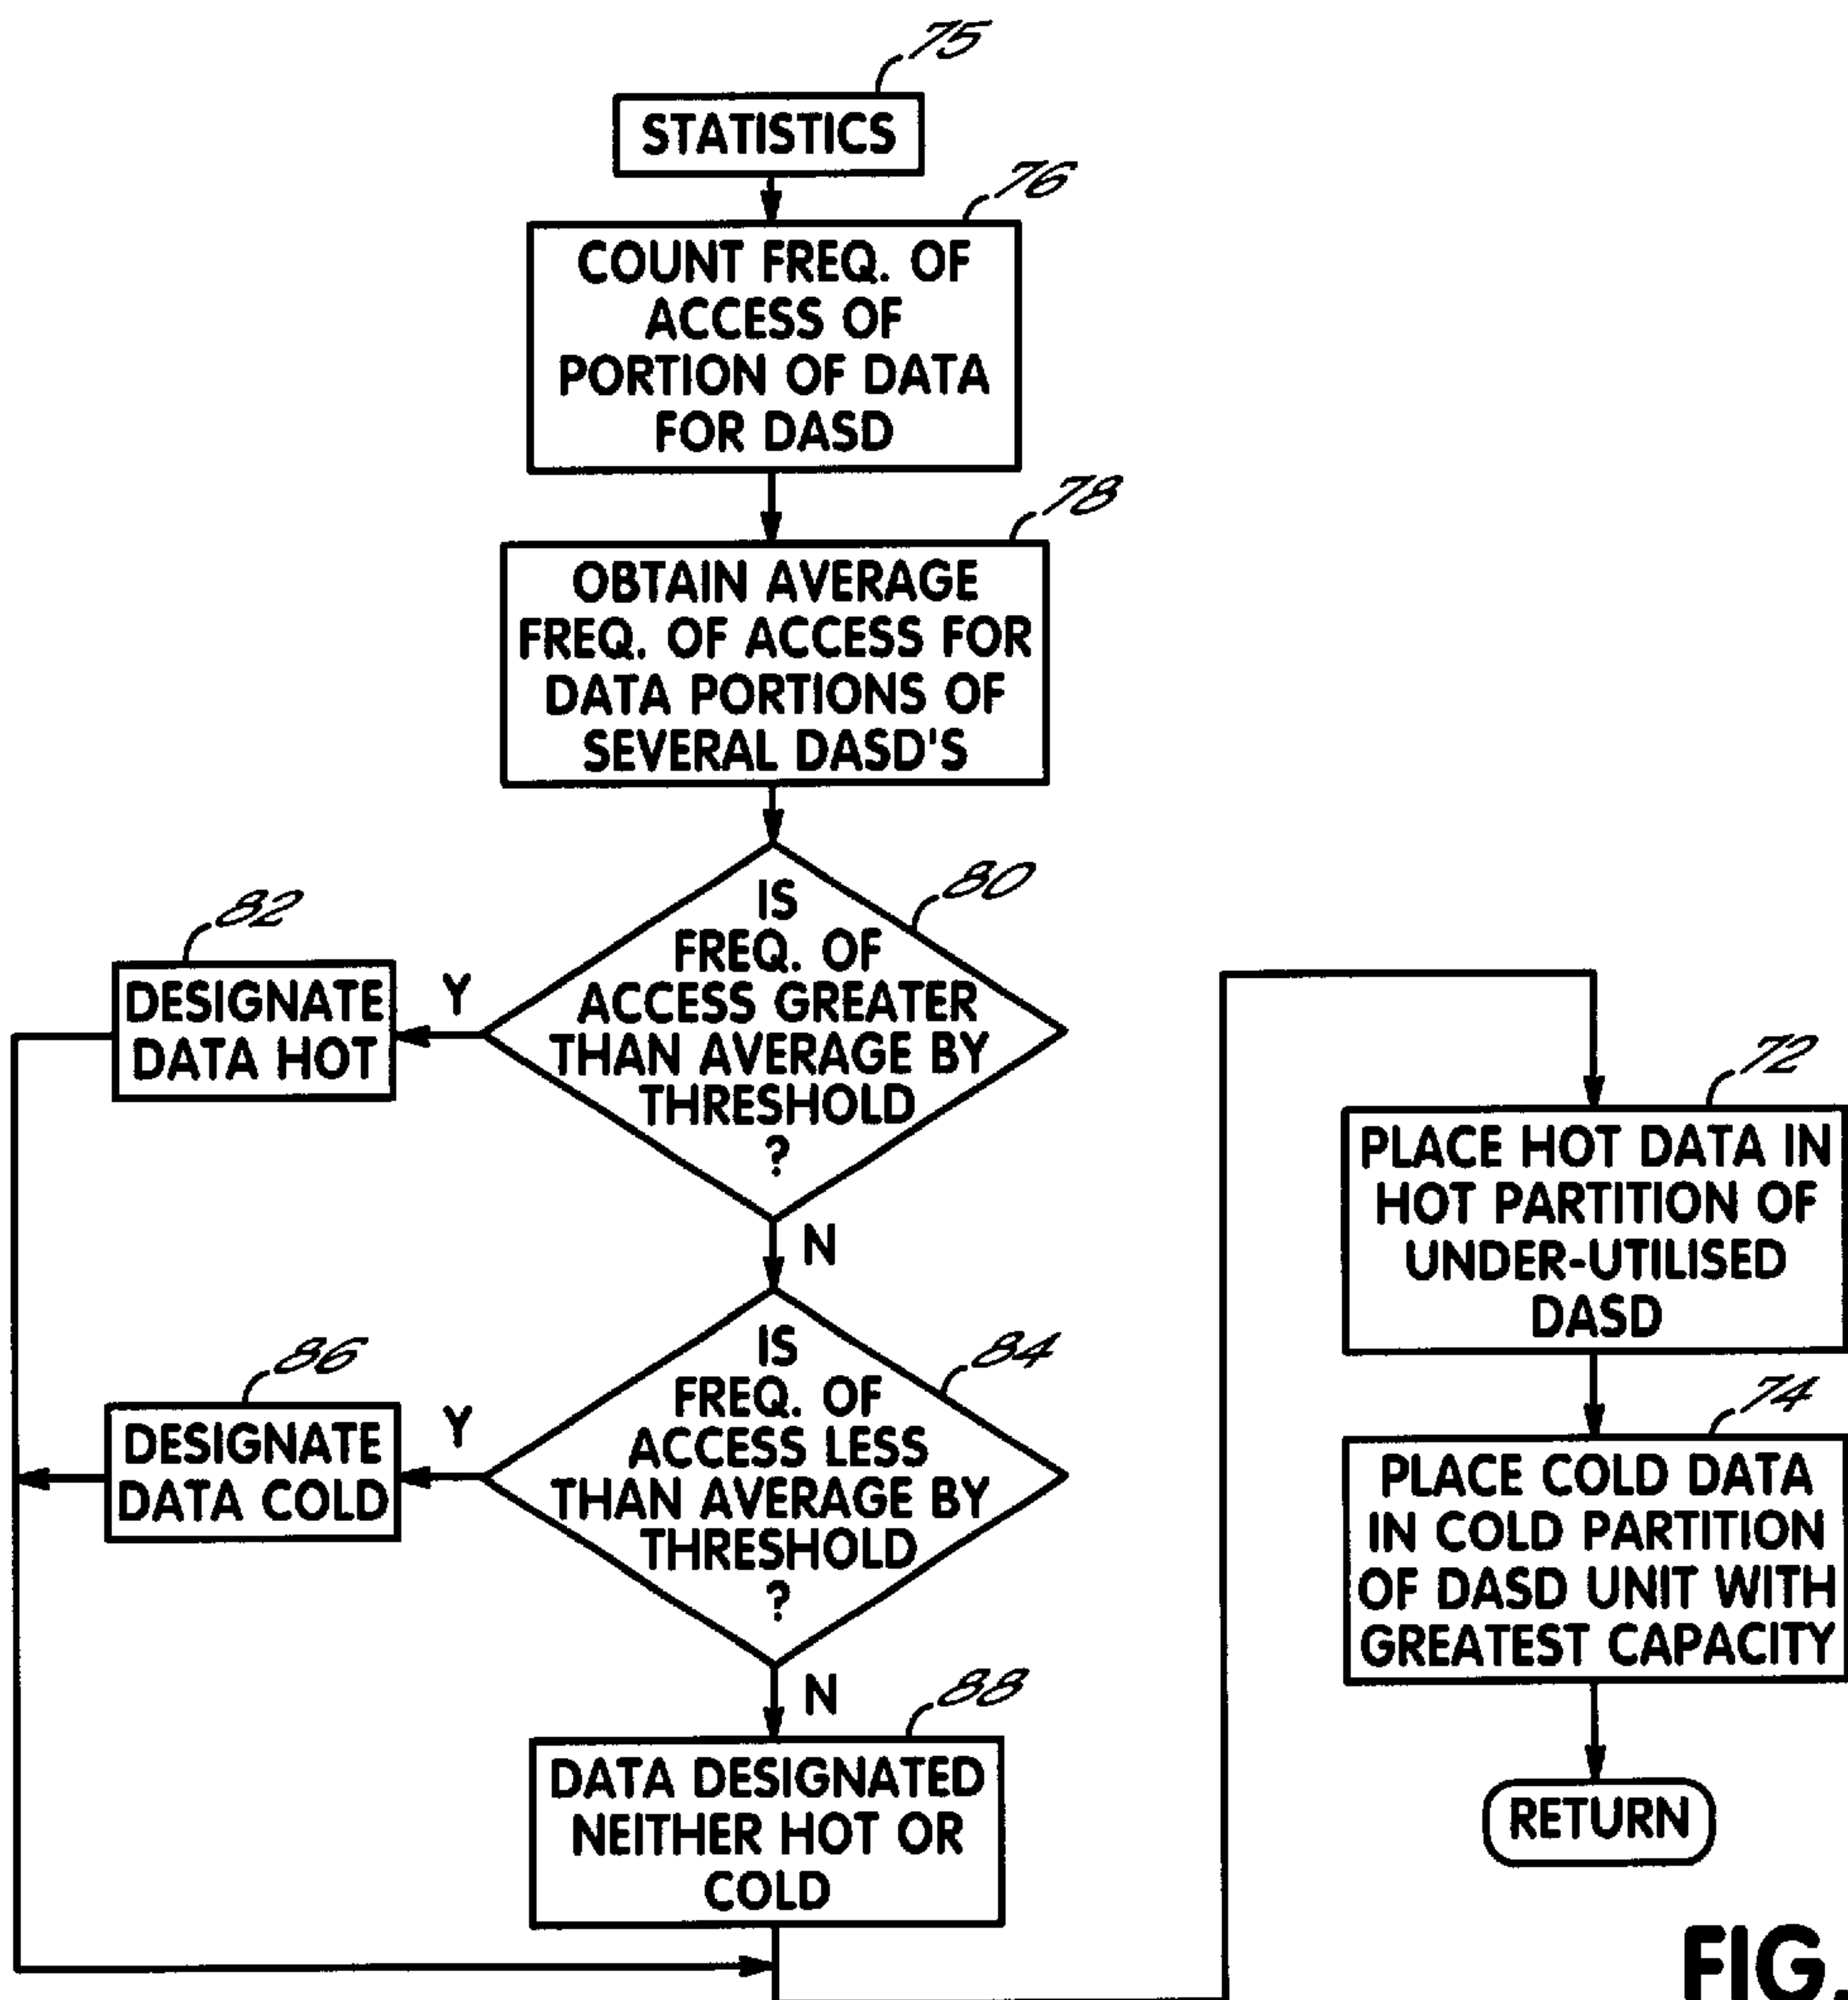 75
STATISTICS
76
COUNT FREQ. OF
ACCESS OF
PORTION OF DATA
FOR DASD
78
OBTAIN AVERAGE
FREQ. OF ACCESS FOR
DATA PORTIONS OF
SEVERAL DASD'S
80
IS
FREQ. OF
ACCESS GREATER
THAN AVERAGE BY
THRESHOLD
?
Y
82
DESIGNATE
DATA HOT
N
84
IS
FREQ. OF
ACCESS LESS
THAN AVERAGE BY
THRESHOLD
?
Y
86
DESIGNATE
DATA COLD
N
88
DATA DESIGNATED
NEITHER HOT OR
COLD
72
PLACE HOT DATA IN
HOT PARTITION OF
UNDER-UTILISED
DASD
74
PLACE COLD DATA
IN COLD PARTITION
OF DASD UNIT WITH
GREATEST CAPACITY
RETURN
FIG.